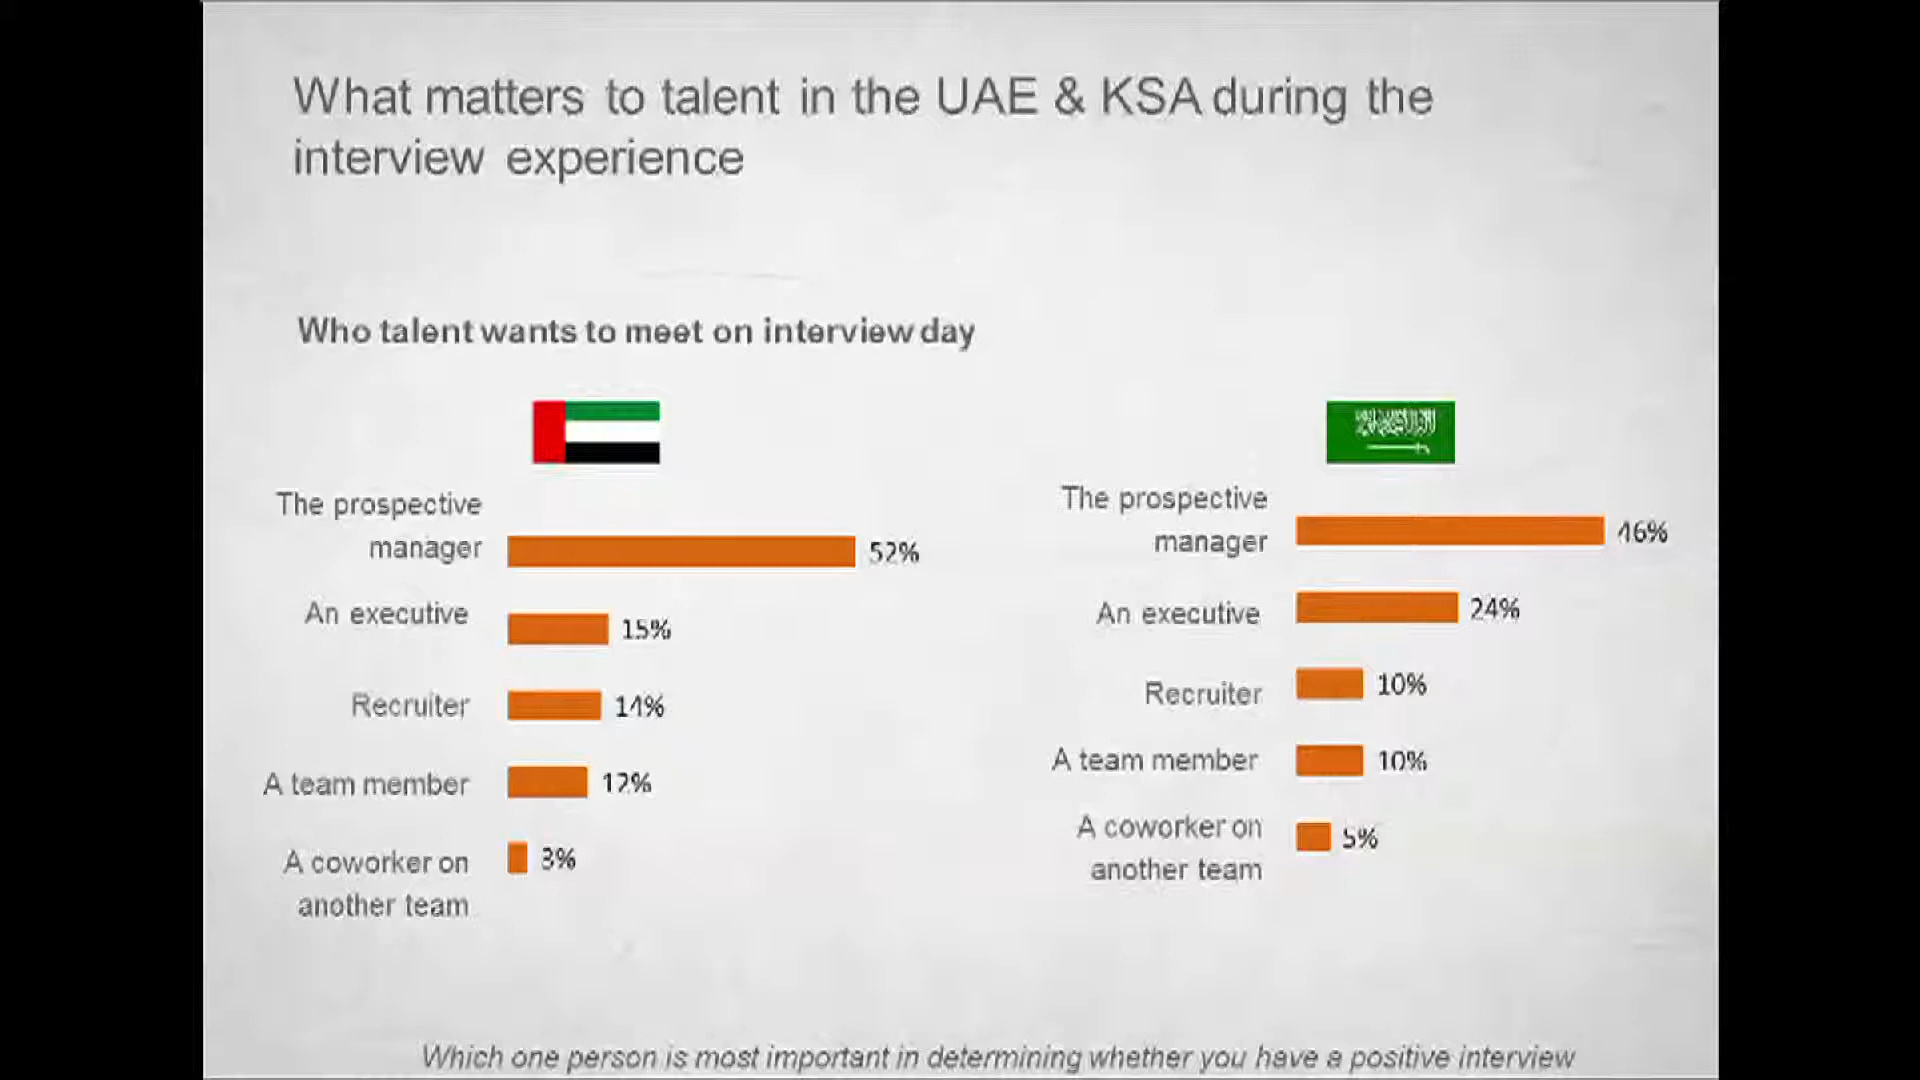 What matters to talent in the UAE & KSA during the
interview experience
Who talent wants to meet on interview day
The prospective
manager
52%
An executive
15%
Recruiter
14%
A team member
12%
A coworker on
another team
3%
The prospective
manager
46%
An executive
24%
Recruiter
10%
A team member
10%
A coworker on
another team
5%
Which one person is most important in determining whether you have a positive interview